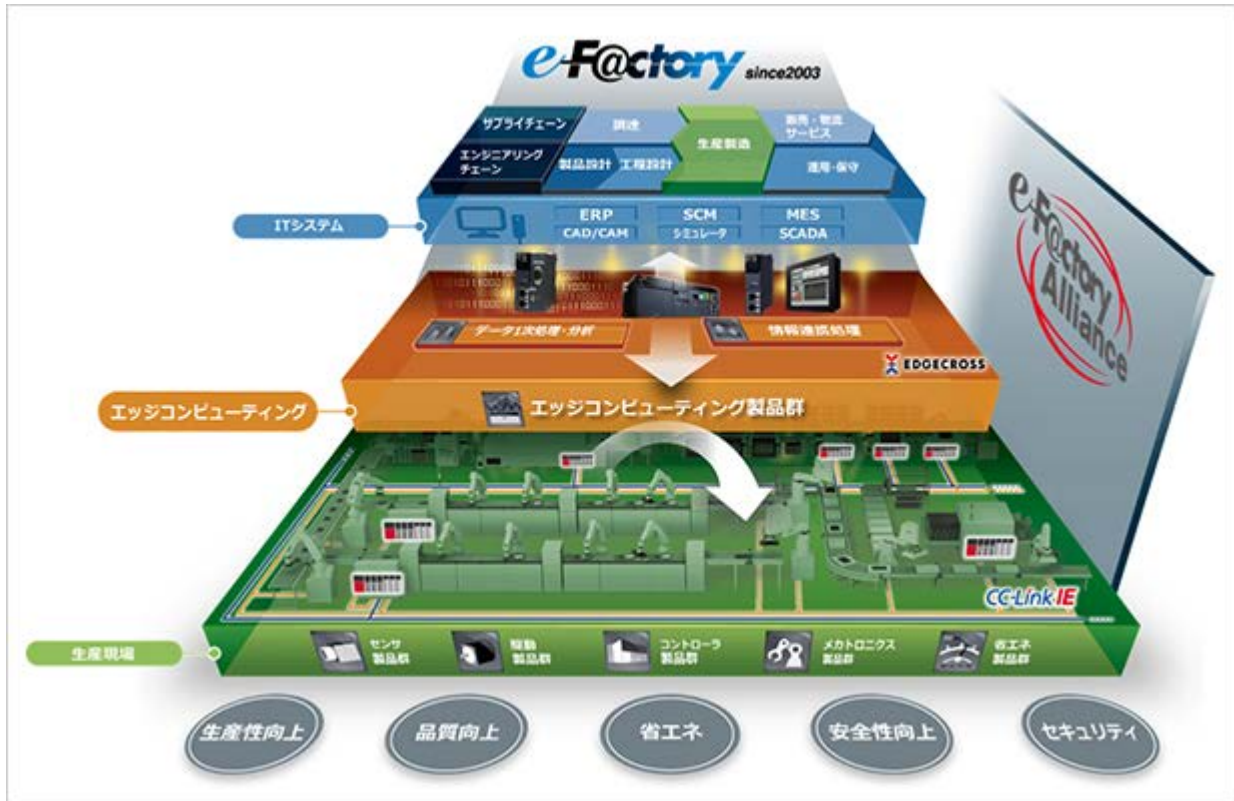 e-F@ctory since2003
サプライチェーン
調達
生産製造
販売・物流
サービス
エンジニアリング
チェーン
製品設計
工程設計
運用・保守
ITシステム
ERP
SCM
MES
CAD/CAM
シミュレータ
SCADA
データ1次処理・分析
情報連携処理
EDGECROSS
エッジコンピューティング
エッジコンピューティング製品群
e-F@ctory
Alliance
CC-Link IE
生産現場
センサ
製品群
駆動
製品群
コントローラ
製品群
メカトロニクス
製品群
省エネ
製品群
生産性向上
品質向上
省エネ
安全性向上
セキュリティ